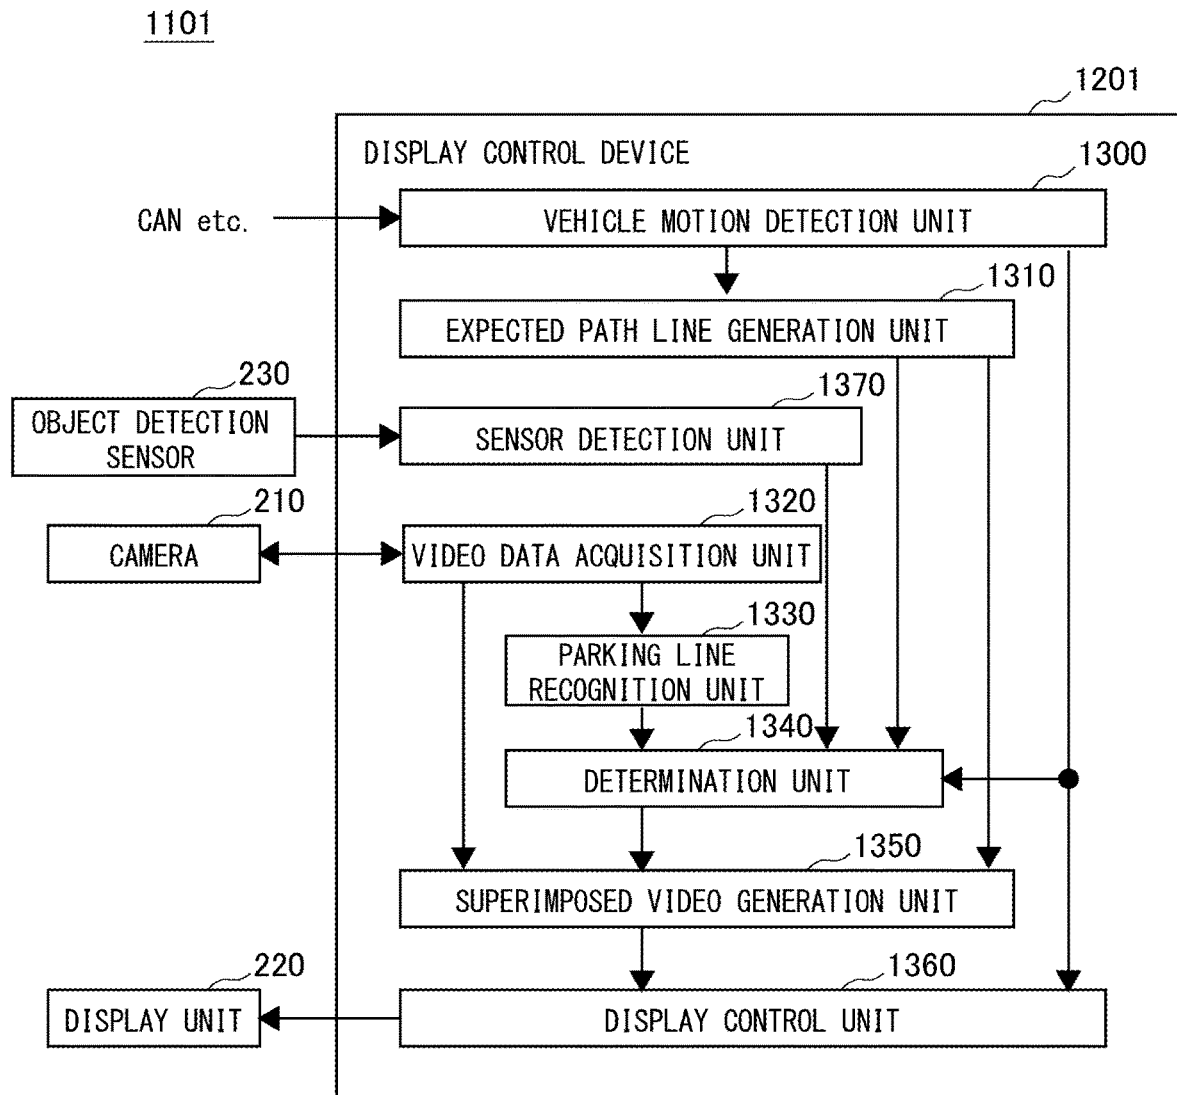 1101
1201
DISPLAY CONTROL DEVICE
1300
CAN etc.
VEHICLE MOTION DETECTION UNIT
1310
EXPECTED PATH LINE GENERATION UNIT
230
1370
OBJECT DETECTION
SENSOR
SENSOR DETECTION UNIT
210
1320
CAMERA
VIDEO DATA ACQUISITION UNIT
1330
PARKING LINE
RECOGNITION UNIT
1340
DETERMINATION UNIT
1350
SUPERIMPOSED VIDEO GENERATION UNIT
220
1360
DISPLAY UNIT
DISPLAY CONTROL UNIT